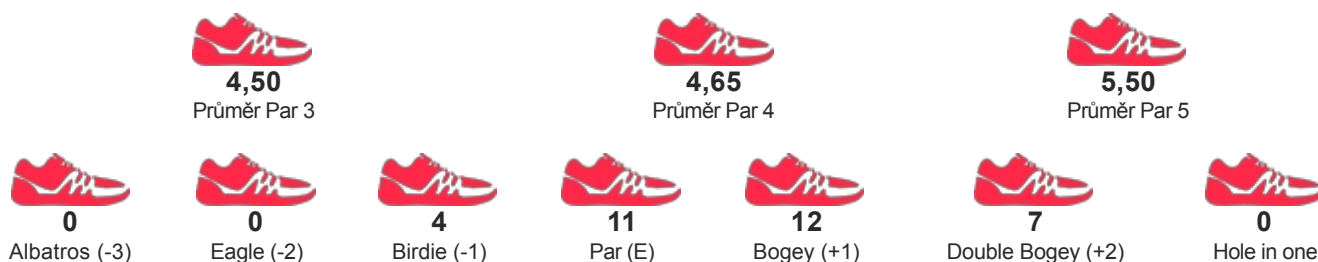 4,50
Průměr Par 3
4,65
Průměr Par 4
5,50
Průměr Par 5
0
Albatros (-3)
0
Eagle (-2)
4
Birdie (-1)
11
Par (E)
12
Bogey (+1)
7
Double Bogey (+2)
0
Hole in one